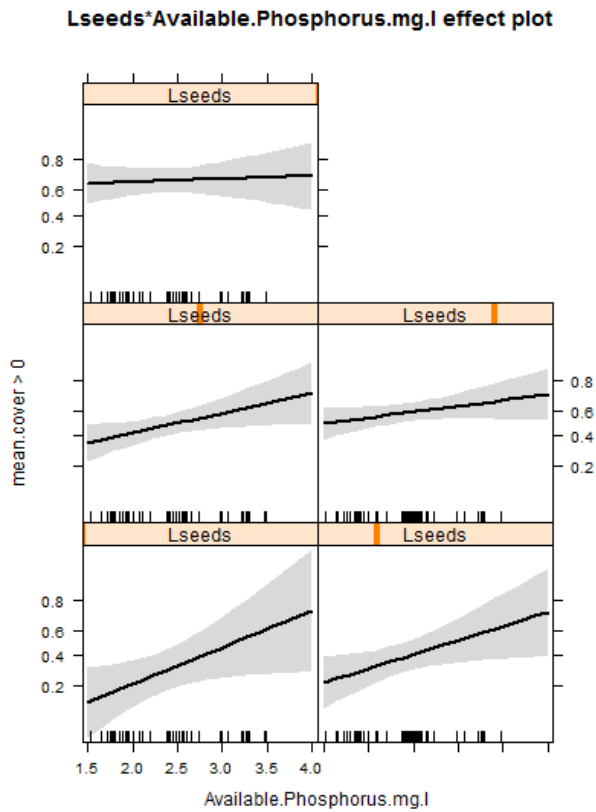 Lseeds*Available.Phosphorus.mg.l effect plot
Lseeds
0.8
0.6
0.4
0.2
Lseeds Lseeds
0.8
0.6
0.4
0.2
mean.cover > 0
Lseeds Lseeds
0.8
0.6
0.4
0.2
1.5 2.0 2.5 3.0 3.5 4.0
Available.Phosphorus.mg.l